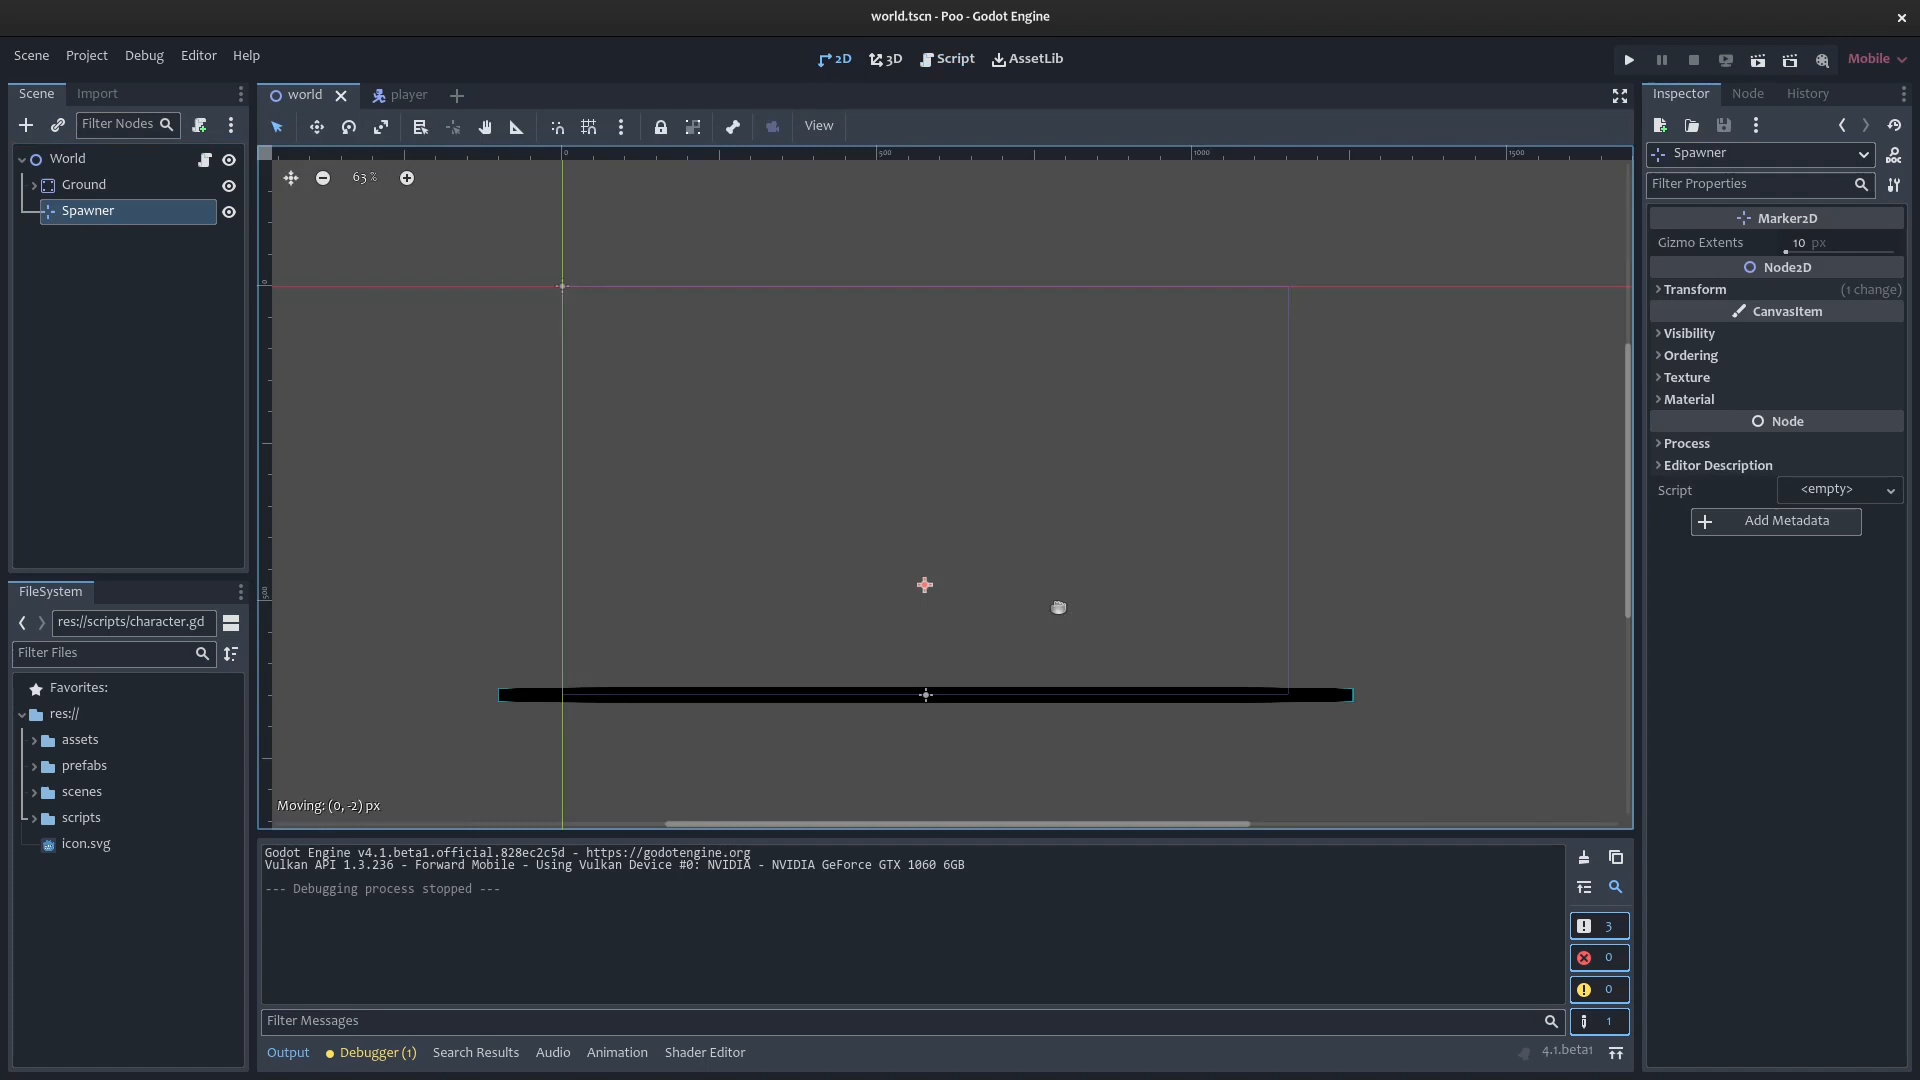 world.tscn - Poo - Godot Engine
Scene Project Debug Editor Help
2D 3D Script AssetLib
Mobile
Scene Import
world player
Inspector Node History
Filter Nodes
View
World
Ground
Spawner
0 500 1000 1500
63 %
0
500
Moving: (0, -2) px
Spawner
Filter Properties
Marker2D
Gizmo Extents 10 px
Node2D
Transform (1 change)
CanvasItem
Visibility
Ordering
Texture
Material
Node
Process
Editor Description
Script <empty>
Add Metadata
FileSystem
res://scripts/character.gd
Filter Files
Favorites:
res://
assets
prefabs
scenes
scripts
icon.svg
Godot Engine v4.1.beta1.official.828ec2c5d - https://godotengine.org
Vulkan API 1.3.236 - Forward Mobile - Using Vulkan Device #0: NVIDIA - NVIDIA GeForce GTX 1060 6GB
--- Debugging process stopped ---
3
0
0
1
Filter Messages
Output Debugger (1) Search Results Audio Animation Shader Editor
4.1.beta1